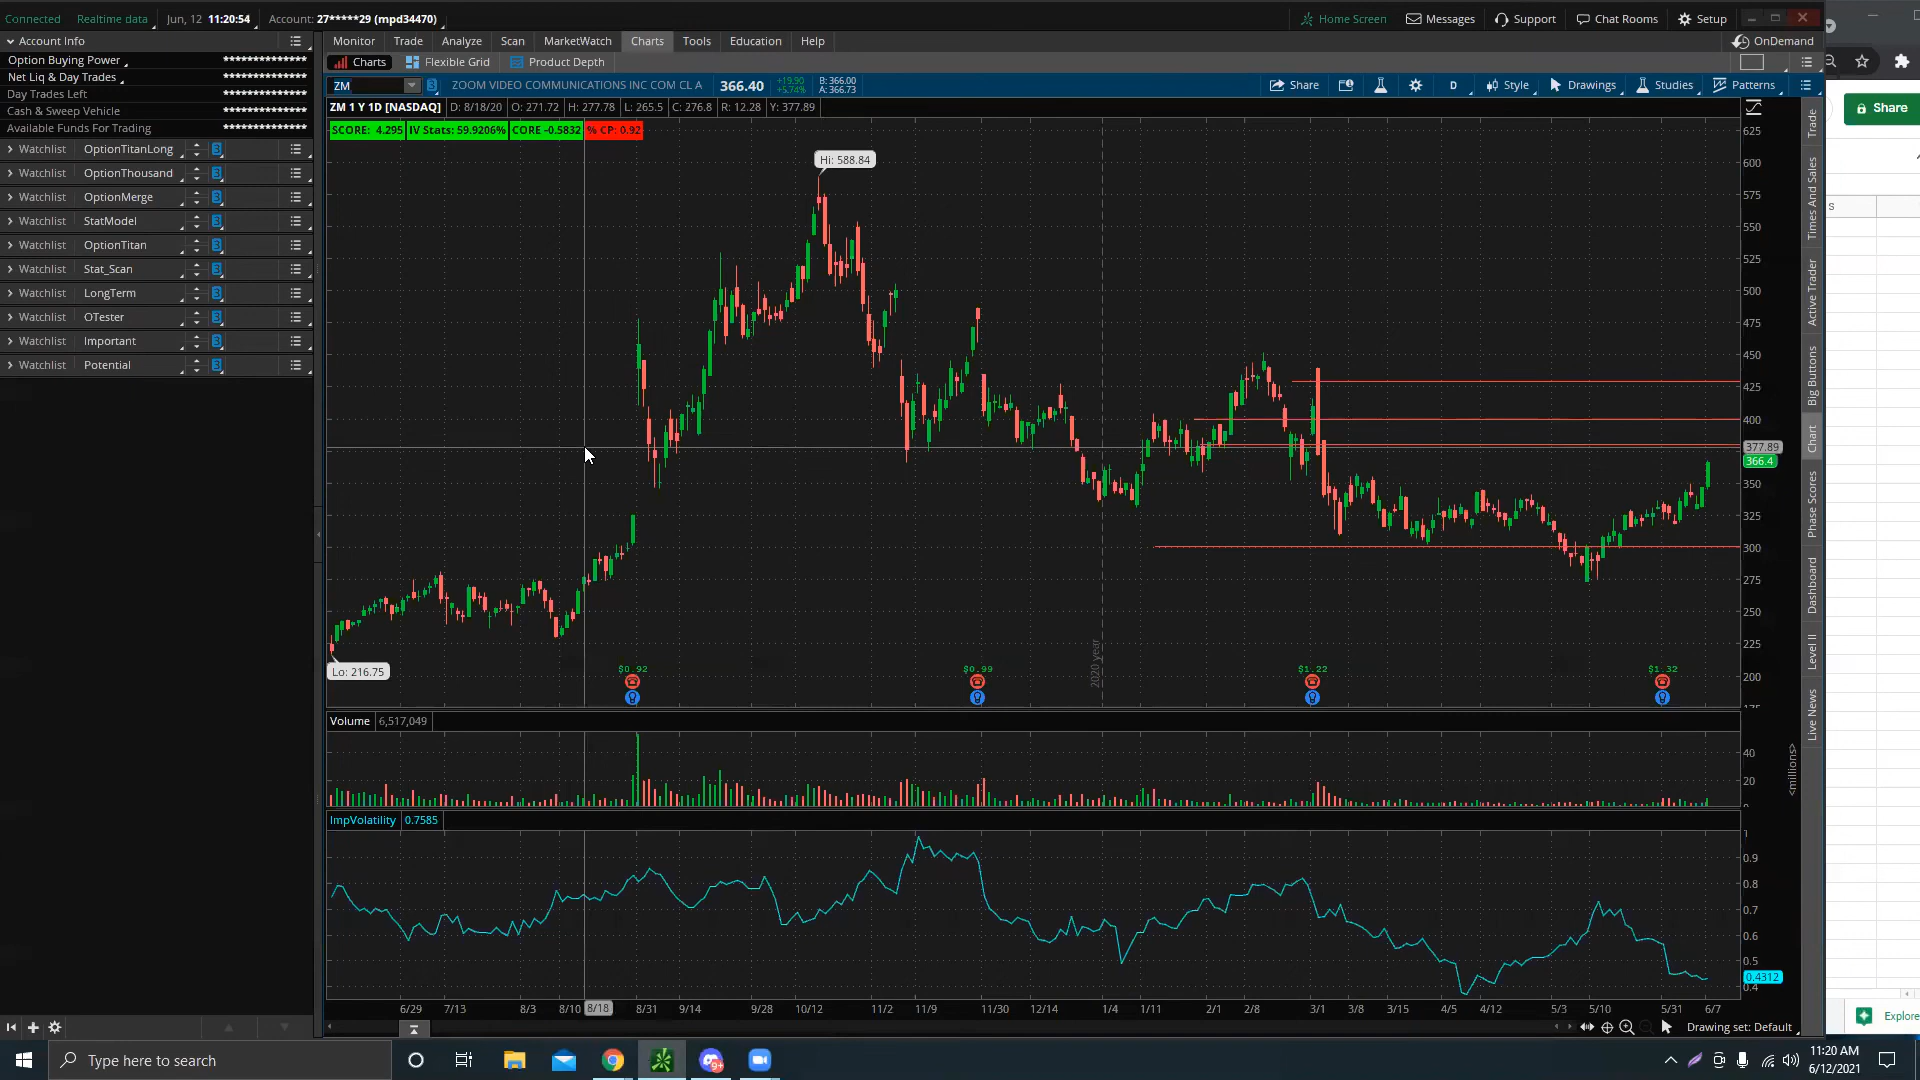 Connected Realtime data Jun, 12 11:20:54 Account: 27*****29 (mpd34470) Home Screen Messages Support Chat Rooms Setup
Account Info
Option Buying Power **************
Net Liq & Day Trades **************
Day Trades Left **************
Cash & Sweep Vehicle **************
Available Funds For Trading **************
Watchlist OptionTitanLong
Watchlist OptionThousand
Watchlist OptionMerge
Watchlist StatModel
Watchlist OptionTitan
Watchlist Stat_Scan
Watchlist LongTerm
Watchlist OTester
Watchlist Important
Watchlist Potential
Monitor Trade Analyze Scan MarketWatch Charts Tools Education Help OnDemand
Charts Flexible Grid Product Depth
ZM 3 ZOOM VIDEO COMMUNICATIONS INC COM CL A 366.40 +19.90 +5.74% B: 366.00 A: 366.73 Share D Style Drawings Studies Patterns
ZM 1 Y 1D [NASDAQ] D: 8/18/20 O: 271.72 H: 277.78 L: 265.5 C: 276.8 R: 12.28 Y: 377.89
SCORE: 4.295 IV Stats: 59.9206% CORE -0.5832 % CP: 0.92
Hi: 588.84
Lo: 216.75
625
600
575
550
525
500
475
450
425
400
377.89
366.4
350
325
300
275
250
225
200
175
2020 year
$0.92 $0.99 $1.22 $1.32
Volume 6,517,049
40
20
<millions>
ImpVolatility 0.7585
1
0.9
0.8
0.7
0.6
0.5
0.4312
0.4
6/29 7/13 8/3 8/10 8/18 8/31 9/14 9/28 10/12 11/2 11/9 11/30 12/14 1/4 1/11 2/1 2/8 3/1 3/8 3/15 4/5 4/12 5/3 5/10 5/31 6/7
Drawing set: Default
Trade
Times And Sales
Active Trader
Big Buttons
Chart
Phase Scores
Dashboard
Level II
Live News
Share
S
Explore
Type here to search
9+
11:20 AM
6/12/2021